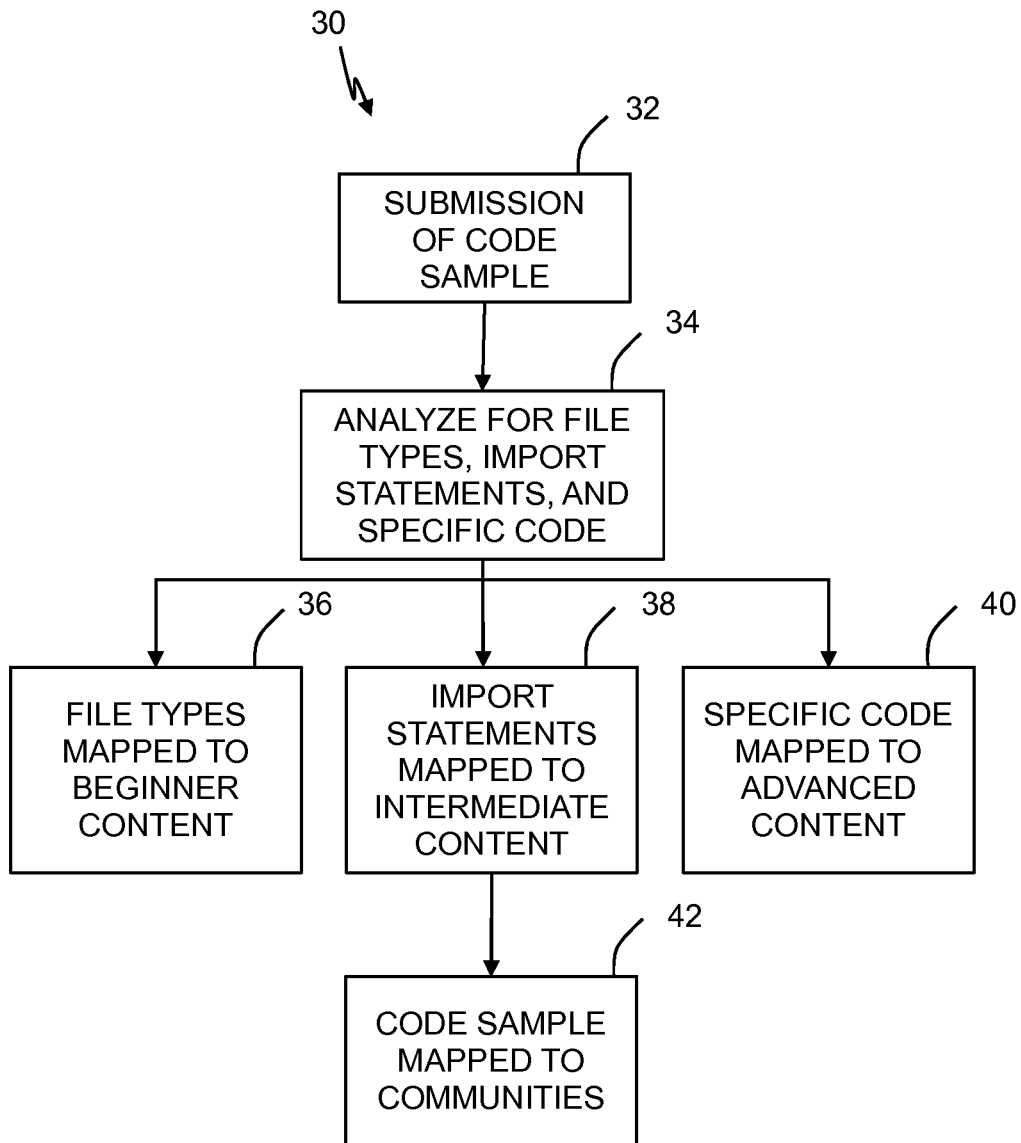 30
32
SUBMISSION
OF CODE
SAMPLE
34
ANALYZE FOR FILE
TYPES, IMPORT
STATEMENTS, AND
SPECIFIC CODE
36
FILE TYPES
MAPPED TO
BEGINNER
CONTENT
38
IMPORT
STATEMENTS
MAPPED TO
INTERMEDIATE
CONTENT
40
SPECIFIC CODE
MAPPED TO
ADVANCED
CONTENT
42
CODE SAMPLE
MAPPED TO
COMMUNITIES